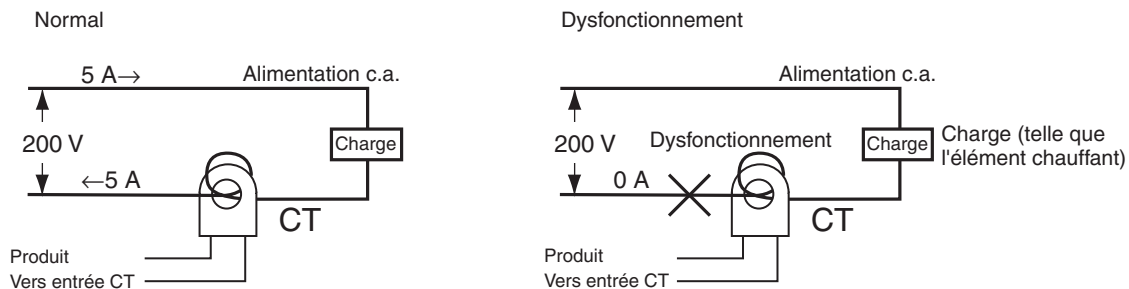 Normal
5 A→
Alimentation c.a.
200 V
Charge
←5 A
CT
Produit
Vers entrée CT
Dysfonctionnement
Alimentation c.a.
200 V
Dysfonctionnement
Charge
Charge (telle que
l'élément chauffant)
0 A
CT
Produit
Vers entrée CT